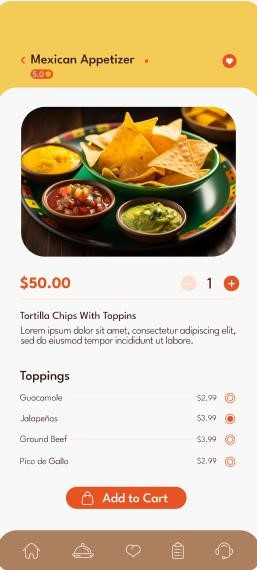 Mexican Appetizer
5.0
$50.00
1
Tortilla Chips With Toppins
Lorem ipsum dolor sit amet, consectetur adipiscing elit,
sed do eiusmod tempor incididunt ut labore.
Toppings
Guacamole $2.99
Jalapeños $3.99
Ground Beef $3.99
Pico de Gallo $2.99
Add to Cart